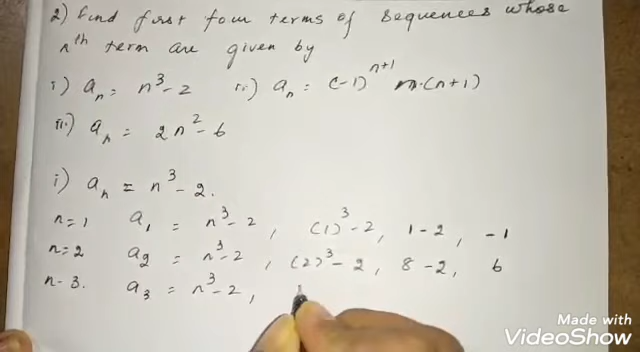 2) Find first four terms of sequences whose
nth term are given by
i) aₙ = n³-2 ii) aₙ = (-1)ⁿ⁺¹ n·(n+1)
iii) aₙ = 2n²-6
i) aₙ = n³-2.
n=1 a₁ = n³-2, (1)³-2, 1-2, -1
n=2 a₂ = n³-2, (2)³-2, 8-2, 6
n-3. a₃ = n³-2,
Made with
VideoShow